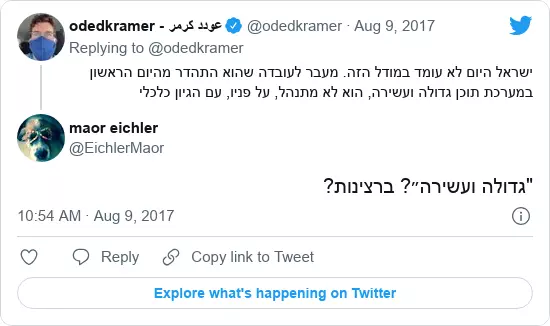 odedkramer - عودד كرמר @odedkramer · Aug 9, 2017
Replying to @odedkramer
ישראל היום לא עומד במודל הזה. מעבר לעובדה שהוא התהדר מהיום הראשון
במערכת תוכן גדולה ועשירה, הוא לא מתנהל, על פניו, עם הגיון כלכלי
maor eichler
@EichlerMaor
"גדולה ועשירה״? ברצינות?
10:54 AM · Aug 9, 2017
Reply
Copy link to Tweet
Explore what's happening on Twitter